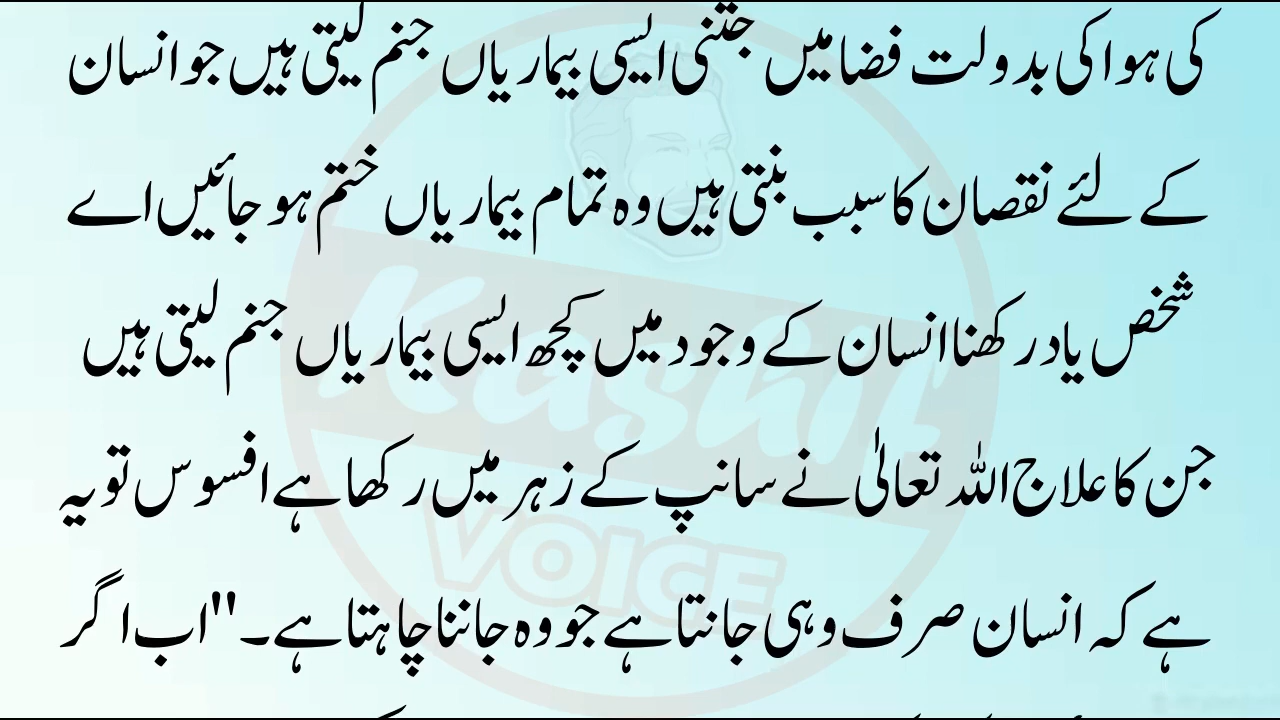 کی ہوا کی بدولت فضا میں جتنی ایسی بیماریاں جنم لیتی ہیں جو انسان
کے لئے نقصان کا سبب بنتی ہیں وہ تمام بیماریاں ختم ہو جائیں اے
شخص یاد رکھنا انسان کے وجود میں کچھ ایسی بیماریاں جنم لیتی ہیں
جن کا علاج اللہ تعالٰی نے سانپ کے زہر میں رکھا ہے افسوس تو یہ
ہے کہ انسان صرف وہی جانتا ہے جو وہ جاننا چاہتا ہے۔"اب اگر
Kashif
VOICE